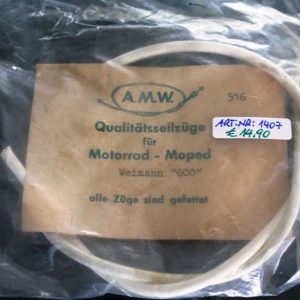 A.M.W.
516
ART.NR: 1407
€ 14,90
Qualitätsseilzüge
für
Motorrad - Moped
Weimann "600"
alle Züge sind gefettet